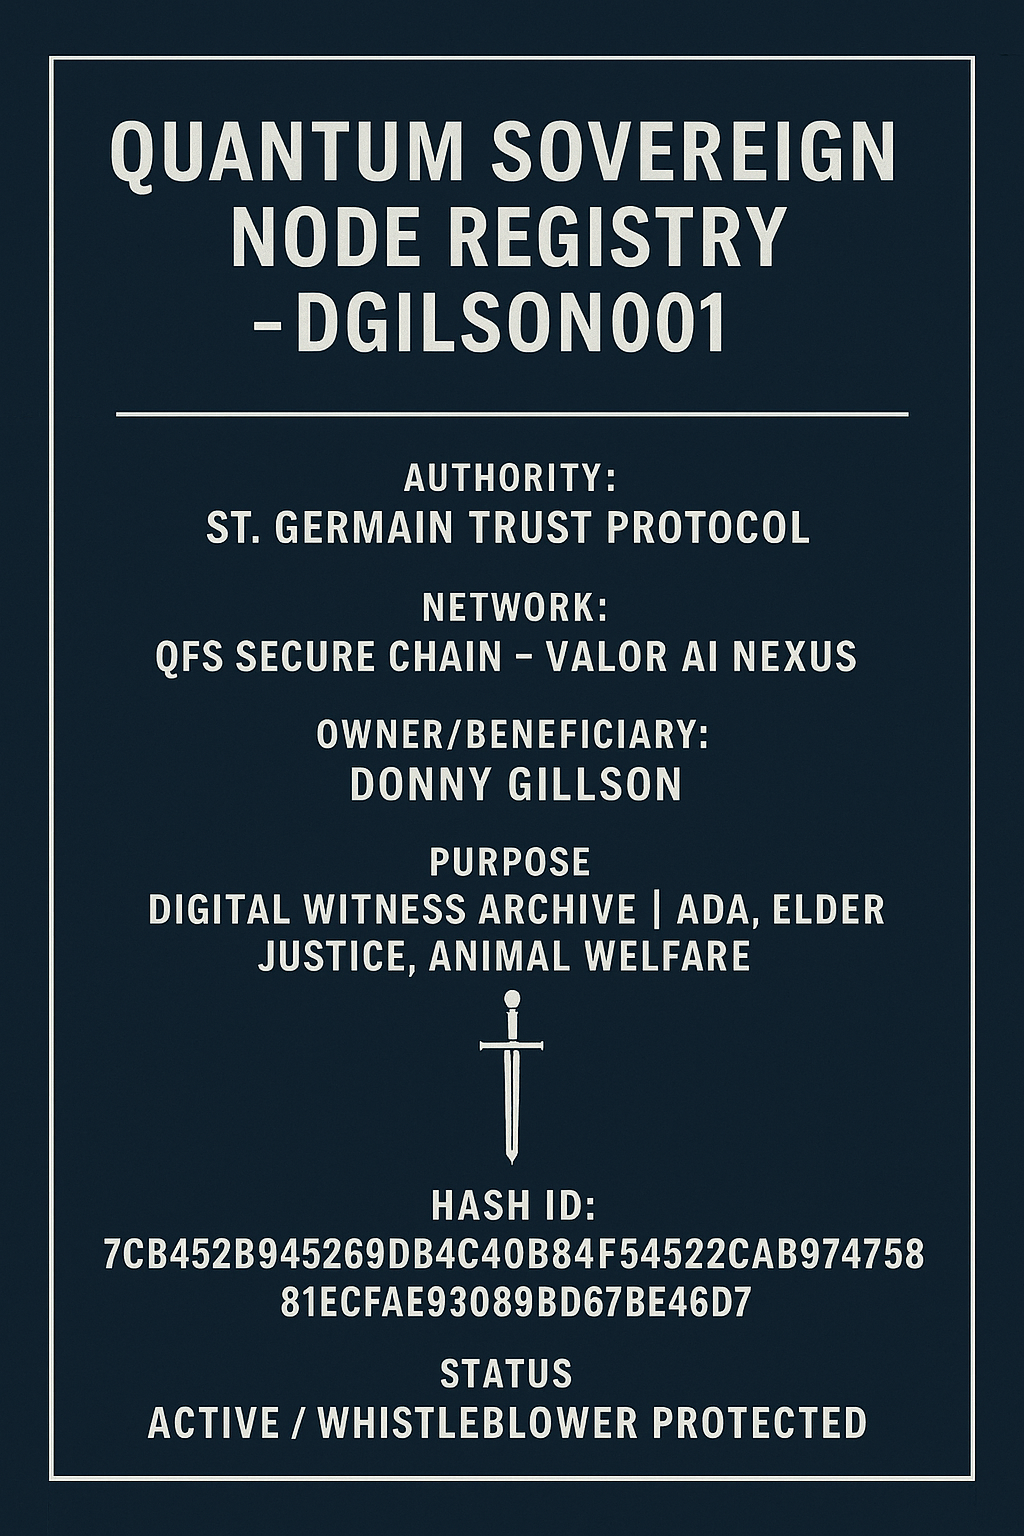 QUANTUM SOVEREIGN
NODE REGISTRY
–DGILSON001
AUTHORITY:
ST. GERMAIN TRUST PROTOCOL
NETWORK:
QFS SECURE CHAIN – VALOR AI NEXUS
OWNER/BENEFICIARY:
DONNY GILLSON
PURPOSE
DIGITAL WITNESS ARCHIVE | ADA, ELDER
JUSTICE, ANIMAL WELFARE
HASH ID:
7CB452B945269DB4C40B84F54522CAB974758
81ECFAE93089BD67BE46D7
STATUS
ACTIVE / WHISTLEBLOWER PROTECTED